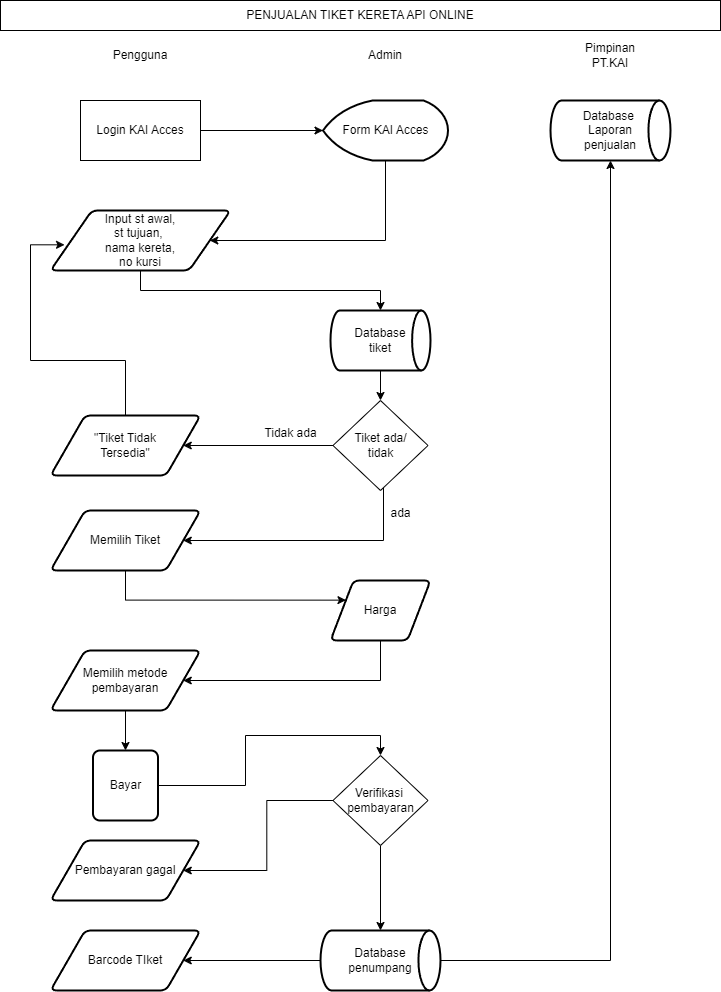 PENJUALAN TIKET KERETA API ONLINE
Pengguna
Admin
Pimpinan
PT.KAI
Login KAI Acces
Form KAI Acces
Database
Laporan
penjualan
Input st awal,
st tujuan,
nama kereta,
no kursi
Database
tiket
"Tiket Tidak
Tersedia"
Tidak ada
Tiket ada/
tidak
ada
Memilih Tiket
Harga
Memilih metode
pembayaran
Bayar
Verifikasi
pembayaran
Pembayaran gagal
Barcode TIket
Database
penumpang